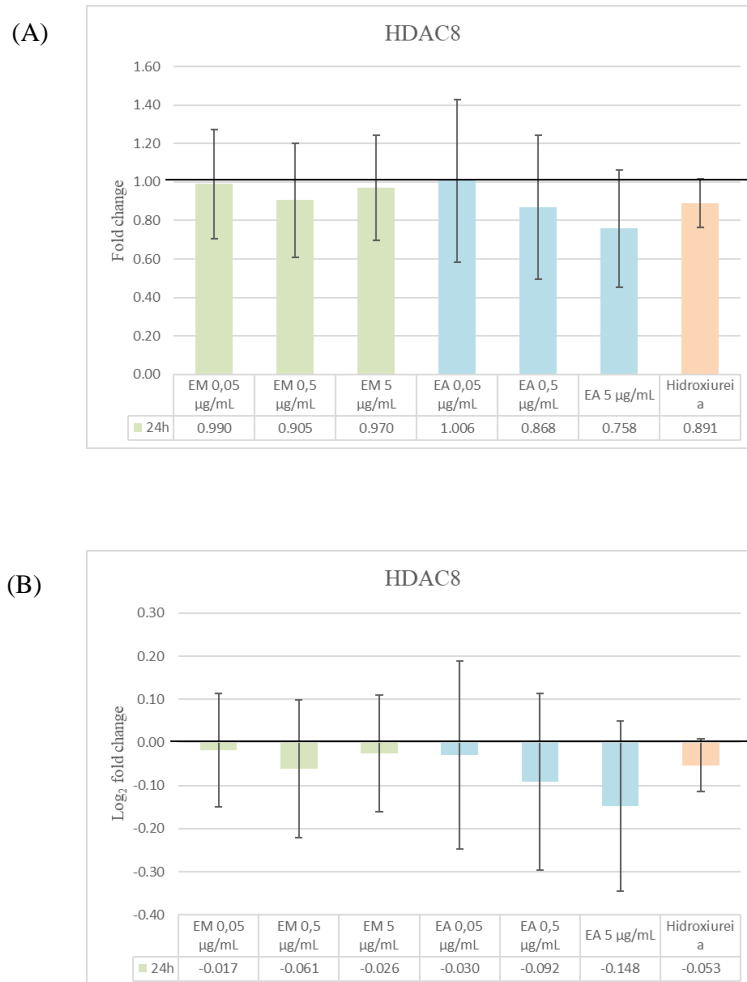 (A)
HDAC8
Fold change
1.60
1.40
1.20
1.00
0.80
0.60
0.40
0.20
0.00
EM 0,05 EM 0,5 EM 5 EA 0,05 EA 0,5 EA 5 µg/mL Hidroxiurei
µg/mL µg/mL µg/mL µg/mL µg/mL a
24h 0.990 0.905 0.970 1.006 0.868 0.758 0.891
(B)
HDAC8
Log₂ fold change
0.30
0.20
0.10
0.00
-0.10
-0.20
-0.30
-0.40
EM 0,05 EM 0,5 EM 5 EA 0,05 EA 0,5 EA 5 µg/mL Hidroxiurei
µg/mL µg/mL µg/mL µg/mL µg/mL a
24h -0.017 -0.061 -0.026 -0.030 -0.092 -0.148 -0.053